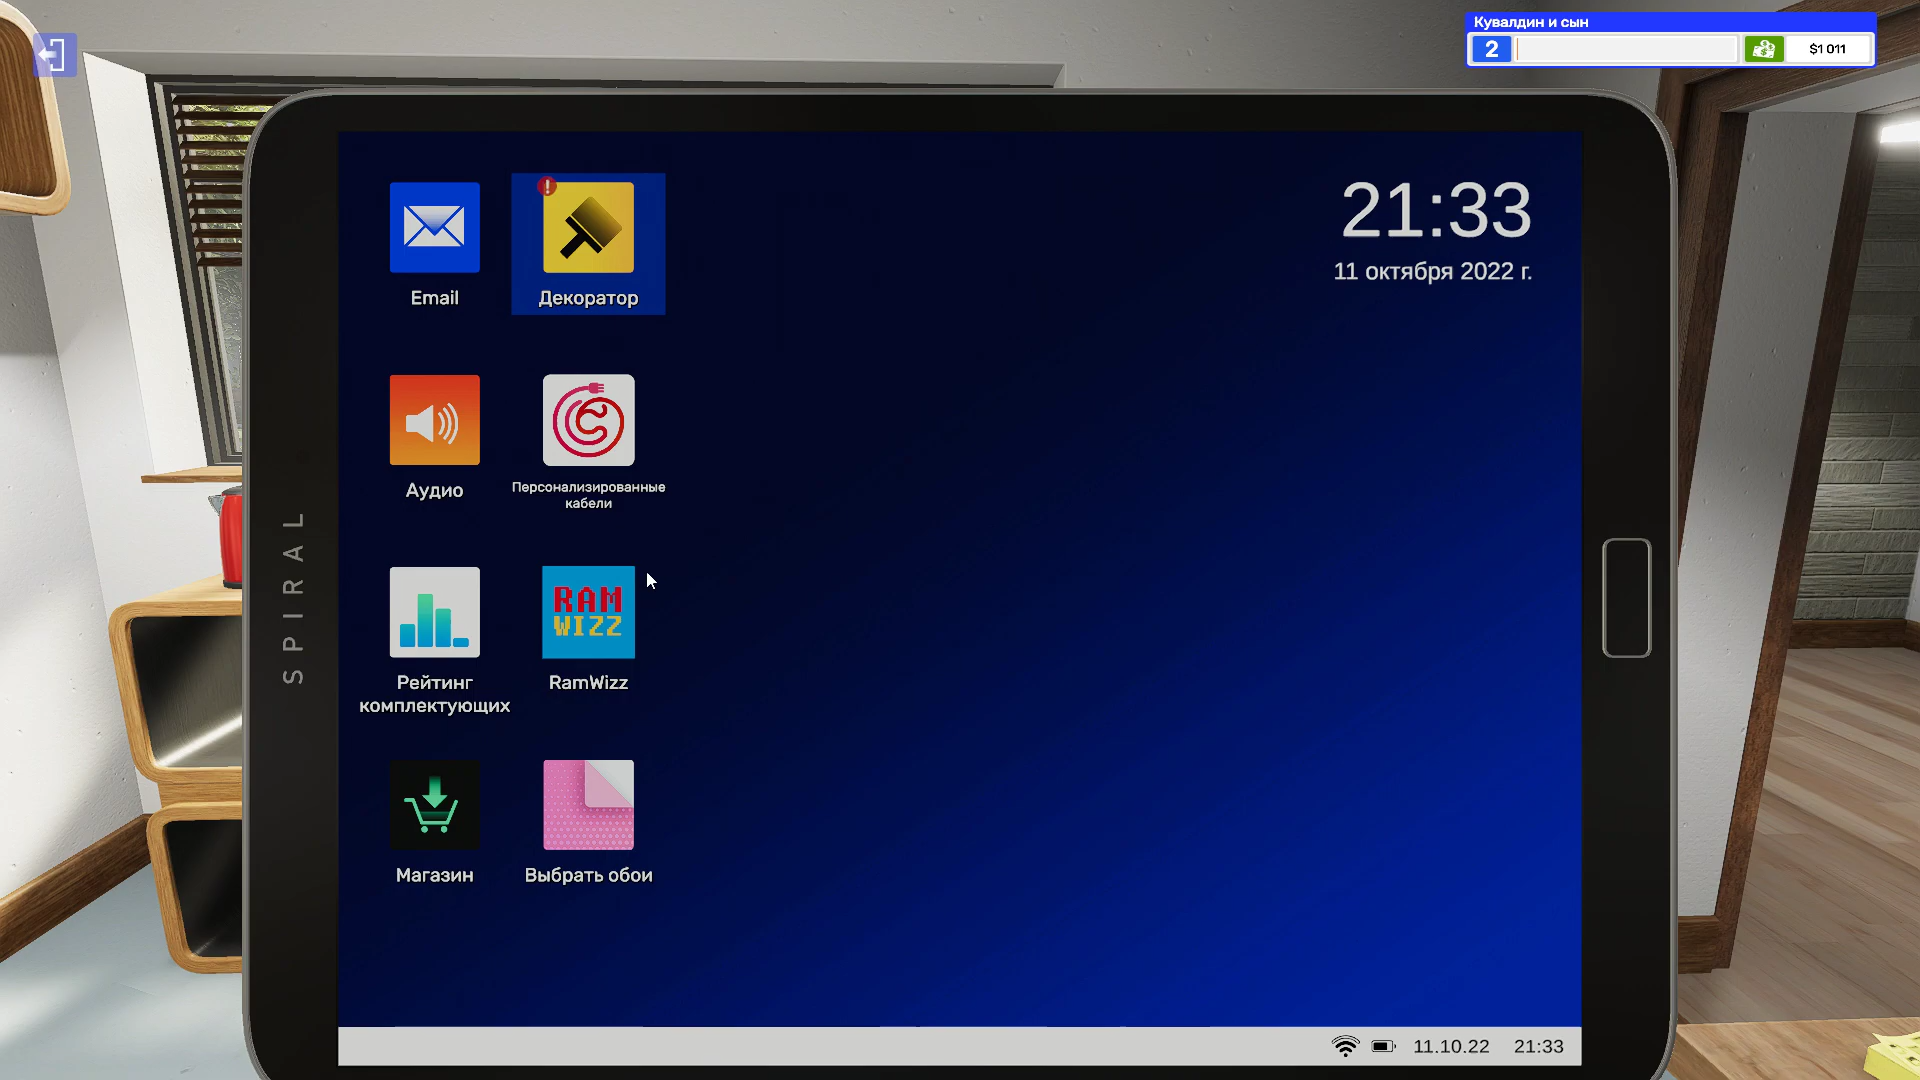 Кувалдин и сын
2
$1 011
21:33
11 октября 2022 г.
Email
Декоратор
Аудио
Персонализированные
кабели
RAM
WIZZ
Рейтинг
комплектующих
RamWizz
Магазин
Выбрать обои
SPIRAL
11.10.22 21:33